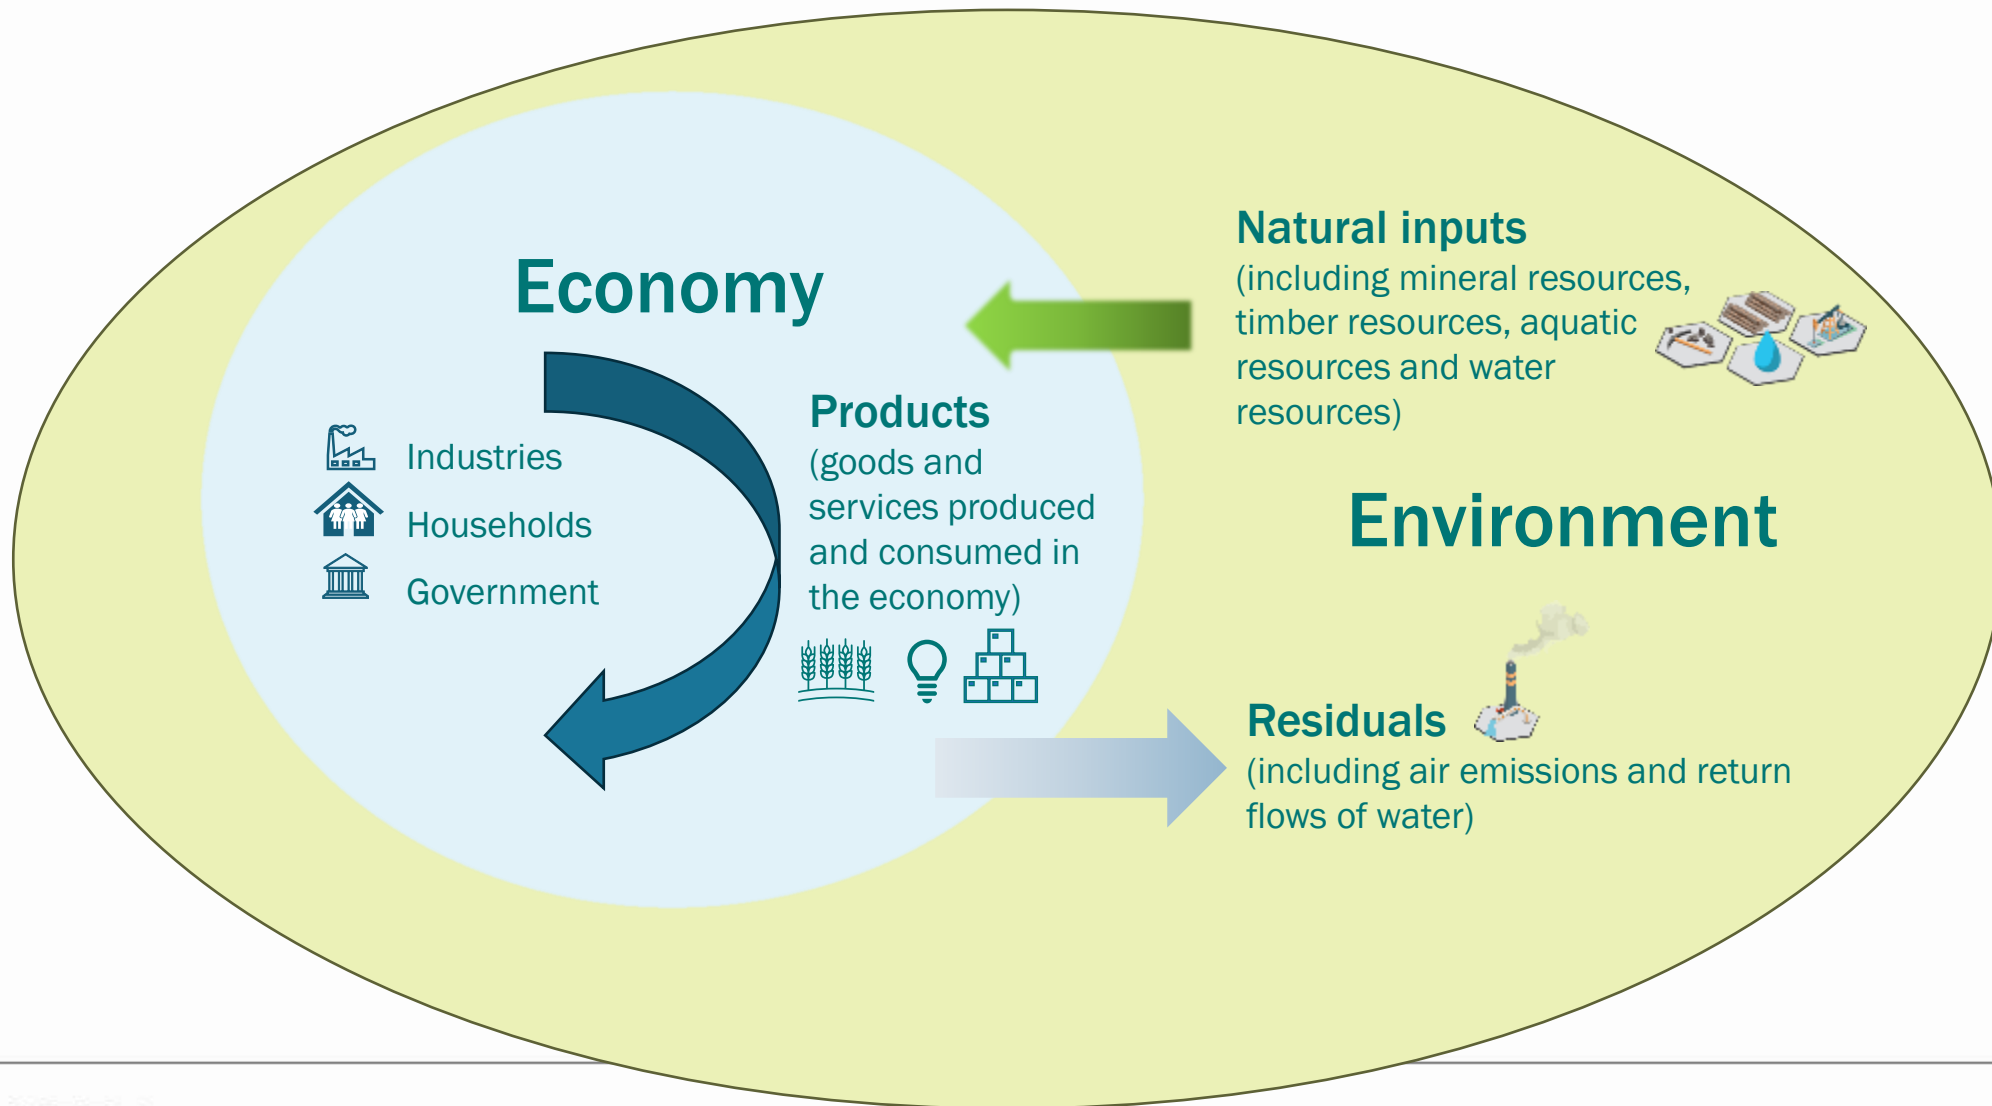 Economy
Industries
Households
Government
Products
(goods and
services produced
and consumed in
the economy)
Natural inputs
(including mineral resources,
timber resources, aquatic
resources and water
resources)
Environment
Residuals
(including air emissions and return
flows of water)